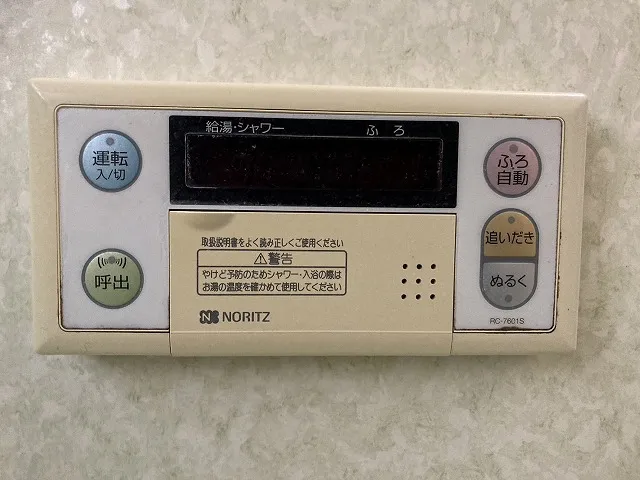 給湯・シャワー ふろ
運転
入/切
ふろ
自動
取扱説明書をよく読み正しくご使用ください
⚠警告
やけど予防のためシャワー・入浴の際は
お湯の温度を確かめて使用してください
追いだき
呼出
ぬるく
NORITZ
RC-7601S